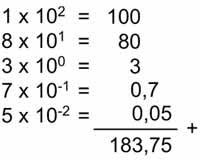 1 x 10² = 100
8 x 10¹ = 80
3 x 10⁰ = 3
7 x 10⁻¹ = 0,7
5 x 10⁻² = 0,05
+
183,75